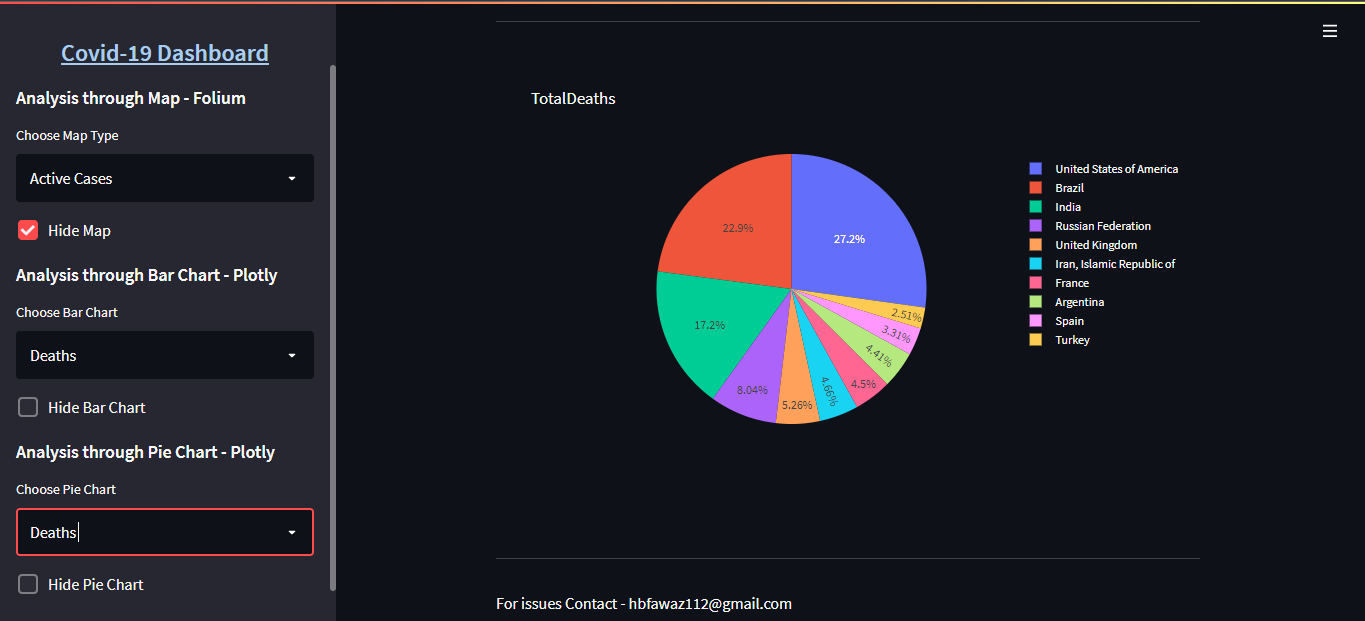 Covid-19 Dashboard
Analysis through Map - Folium
Choose Map Type
Active Cases
Hide Map
Analysis through Bar Chart - Plotly
Choose Bar Chart
Deaths
Hide Bar Chart
Analysis through Pie Chart - Plotly
Choose Pie Chart
Deaths
Hide Pie Chart
TotalDeaths
22.9%
27.2%
17.2%
2.51%
3.31%
4.41%
4.5%
4.66%
5.26%
8.04%
United States of America
Brazil
India
Russian Federation
United Kingdom
Iran, Islamic Republic of
France
Argentina
Spain
Turkey
For issues Contact - hbfawaz112@gmail.com